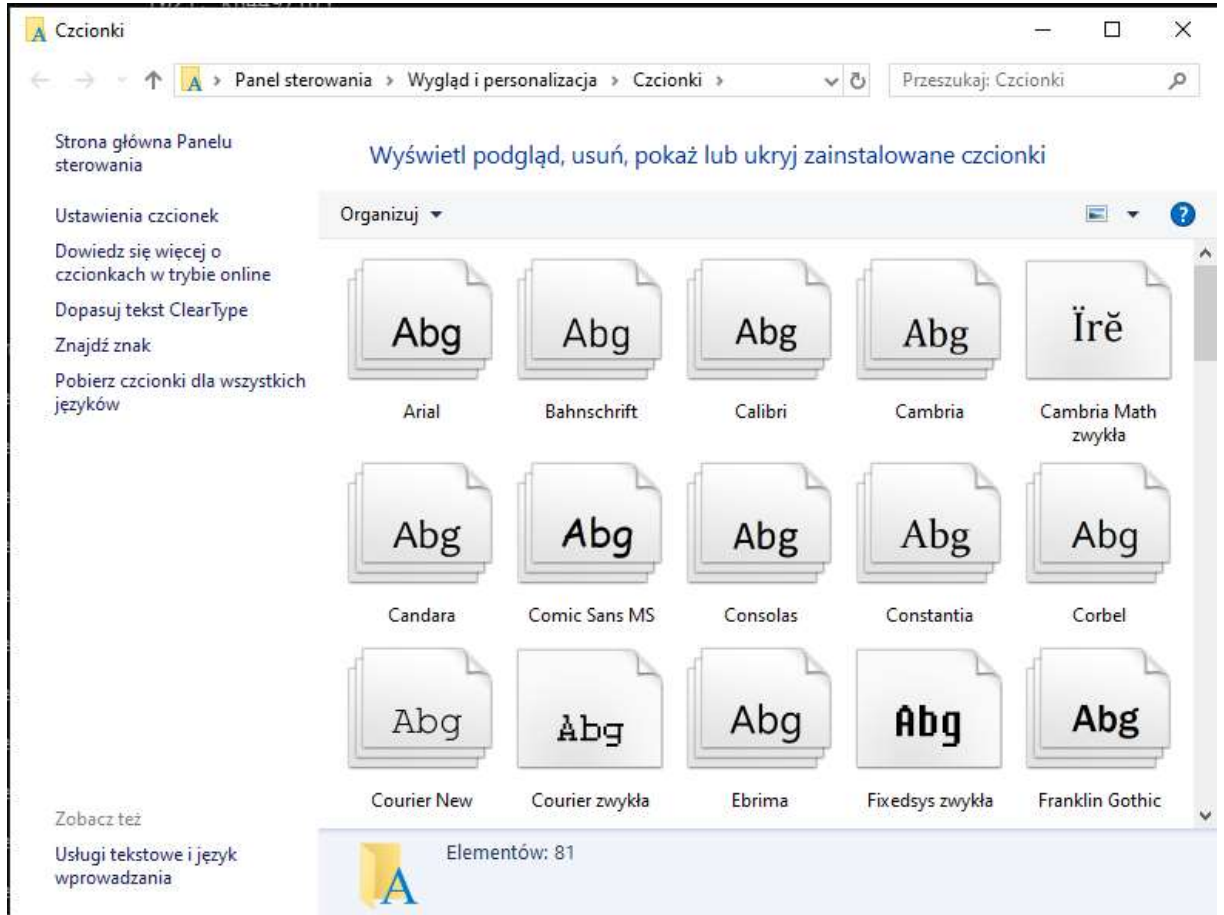 Czcionki
Panel sterowania > Wygląd i personalizacja > Czcionki >
Przeszukaj: Czcionki
Strona główna Panelu
sterowania
Ustawienia czcionek
Dowiedz się więcej o
czcionkach w trybie online
Dopasuj tekst ClearType
Znajdź znak
Pobierz czcionki dla wszystkich
języków
Wyświetl podgląd, usuń, pokaż lub ukryj zainstalowane czcionki
Organizuj
Abg Abg Abg Abg Ïrĕ
Arial Bahnschrift Calibri Cambria Cambria Math
zwykła
Abg Abg Abg Abg Abg
Candara Comic Sans MS Consolas Constantia Corbel
Abg Abg Abg Abg Abg
Courier New Courier zwykła Ebrima Fixedsys zwykła Franklin Gothic
Zobacz też
Usługi tekstowe i język
wprowadzania
Elementów: 81